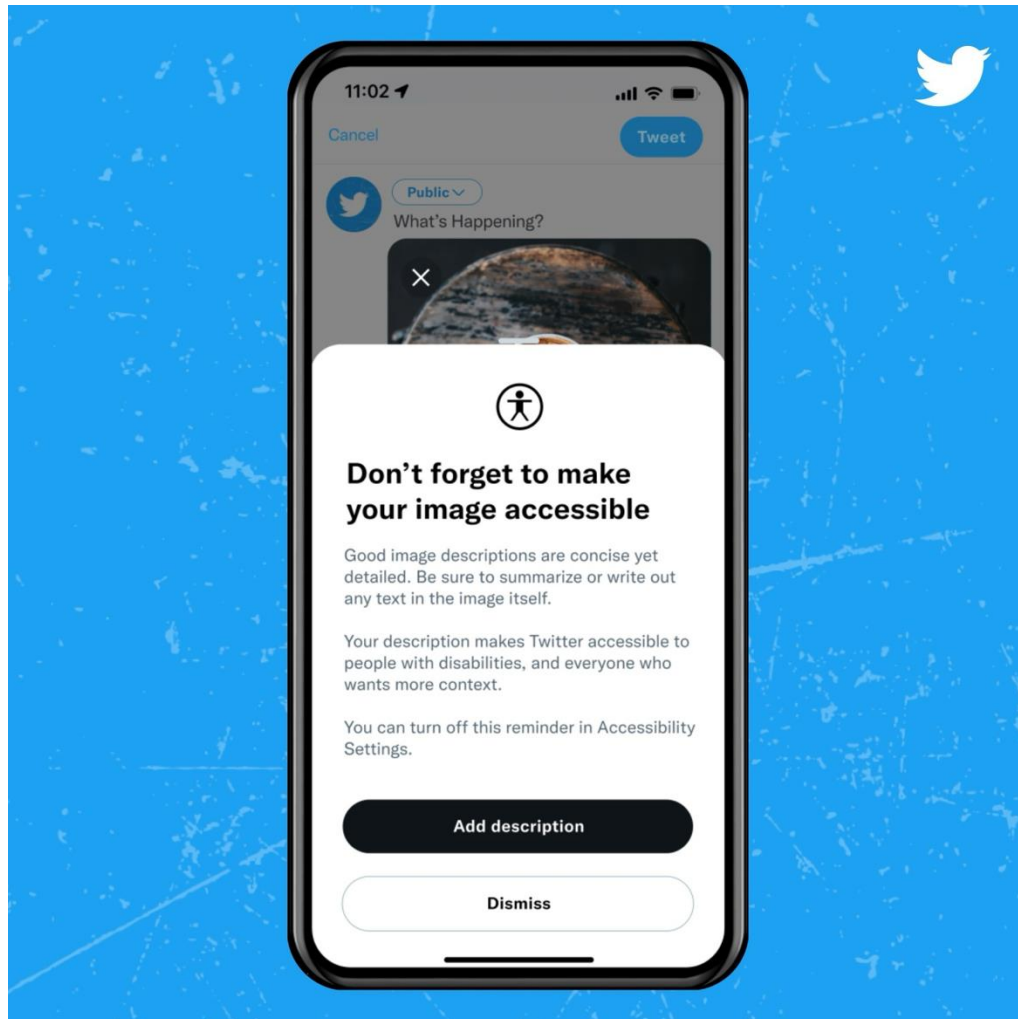 11:02
Cancel
Tweet
Public
What's Happening?
Don't forget to make
your image accessible
Good image descriptions are concise yet
detailed. Be sure to summarize or write out
any text in the image itself.
Your description makes Twitter accessible to
people with disabilities, and everyone who
wants more context.
You can turn off this reminder in Accessibility
Settings.
Add description
Dismiss